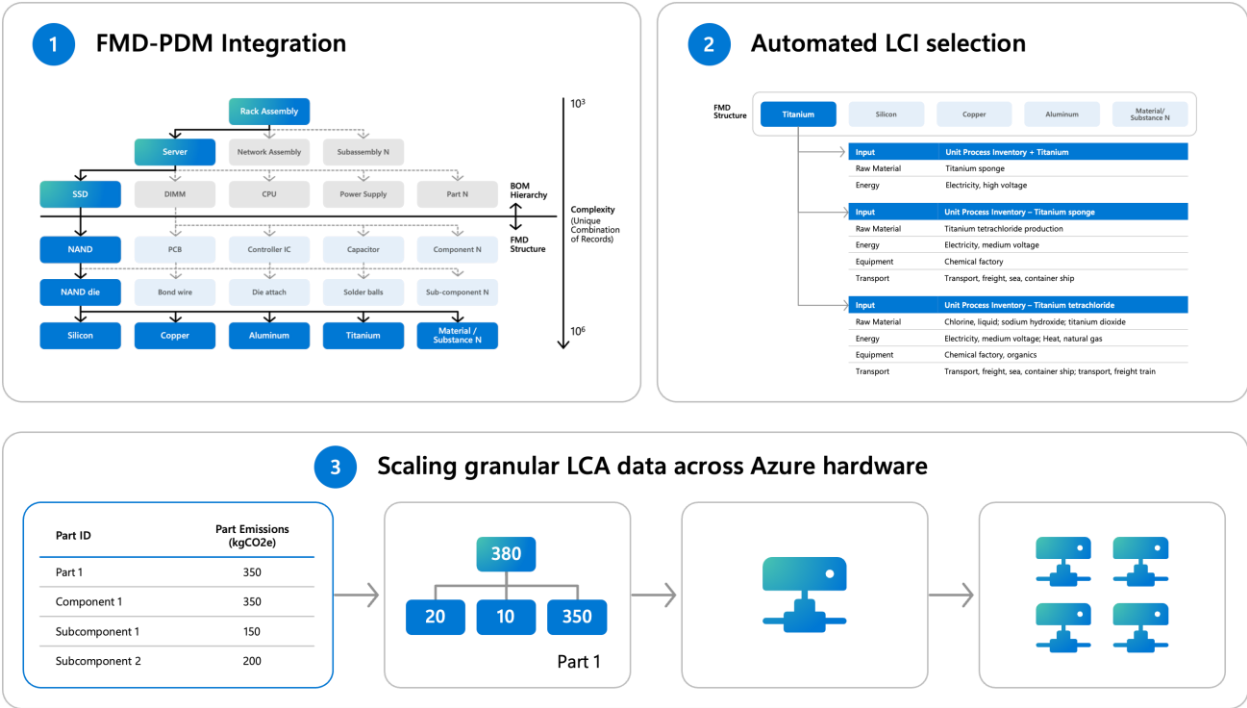 1 FMD-PDM Integration
Rack Assembly
Server Network Assembly Subassembly N
SSD DIMM CPU Power Supply Part N
NAND PCB Controller IC Capacitor Component N
NAND die Bond wire Die attach Solder balls Sub-component N
Silicon Copper Aluminum Titanium Material /
Substance N
10³
BOM
Hierarchy
FMD
Structure
Complexity
(Unique
Combination
of Records)
10⁶
2 Automated LCI selection
FMD
Structure
Titanium Silicon Copper Aluminum Material/
Substance N
Input Unit Process Inventory + Titanium
Raw Material Titanium sponge
Energy Electricity, high voltage
Input Unit Process Inventory – Titanium sponge
Raw Material Titanium tetrachloride production
Energy Electricity, medium voltage
Equipment Chemical factory
Transport Transport, freight, sea, container ship
Input Unit Process Inventory – Titanium tetrachloride
Raw Material Chlorine, liquid; sodium hydroxide; titanium dioxide
Energy Electricity, medium voltage; Heat, natural gas
Equipment Chemical factory, organics
Transport Transport, freight, sea, container ship; transport, freight train
3 Scaling granular LCA data across Azure hardware
Part ID Part Emissions
(kgCO2e)
Part 1 350
Component 1 350
Subcomponent 1 150
Subcomponent 2 200
380
20 10 350
Part 1